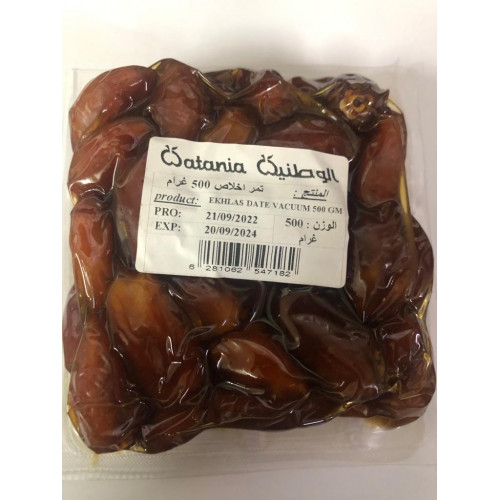 Watania الوطنية
المنتج : تمر اخلاص 500 غرام
product: EKHLAS DATE VACUUM 500 GM
PRO: 21/09/2022 الوزن : 500
EXP: 20/09/2024 غرام
6 281082 547182